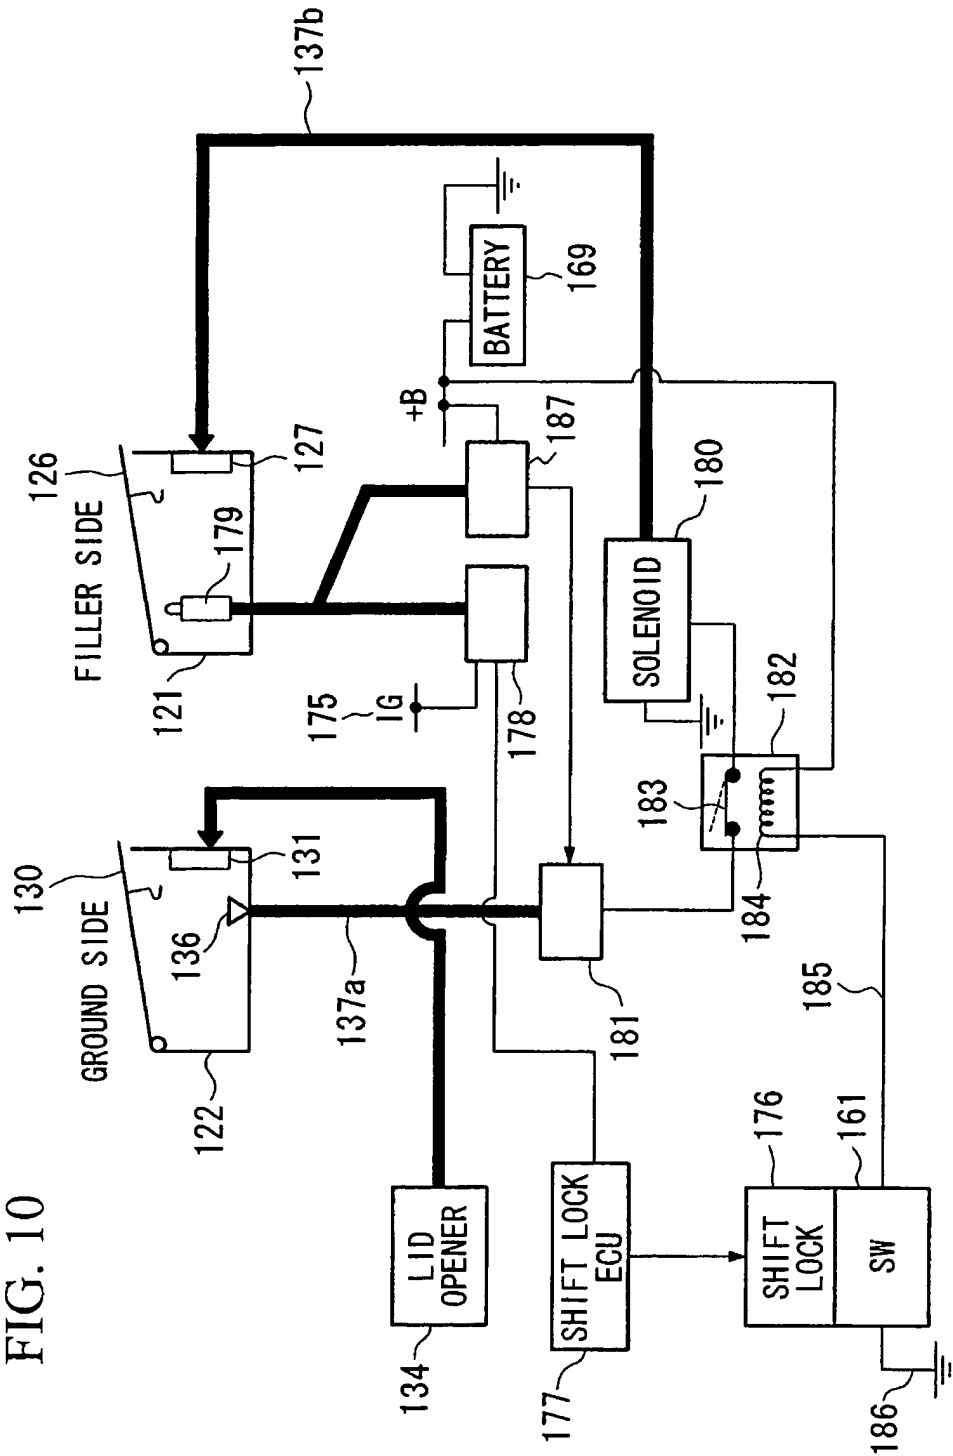 FIG. 10
GROUND SIDE
FILLER SIDE
130
126
122
136
131
121
179
127
137b
137a
175
IG
+B
BATTERY
169
LID
OPENER
134
178
187
SHIFT LOCK
ECU
177
181
SOLENOID
180
183
182
184
185
SHIFT
LOCK
176
SW
161
186